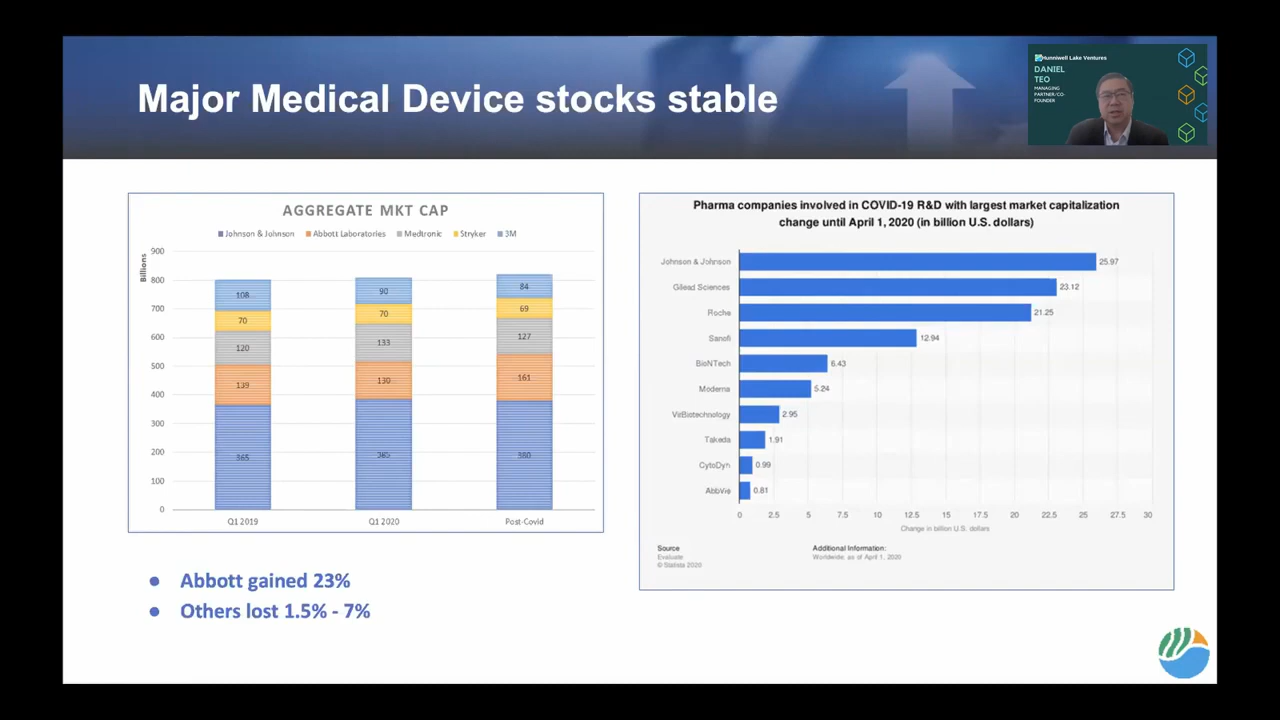 Major Medical Device stocks stable
Hunniwell Lake Ventures
DANIEL
TEO
MANAGING
PARTNER/CO-
FOUNDER
AGGREGATE MKT CAP
Johnson & Johnson Abbott Laboratories Medtronic Stryker 3M
Billions
900
800
700
600
500
400
300
200
100
0
108 90 84
70 70 69
120 133 127
139 130 161
365 380
Q1 2019 Q1 2020 Post-Covid
Abbott gained 23%
Others lost 1.5% - 7%
Pharma companies involved in COVID-19 R&D with largest market capitalization
change until April 1, 2020 (in billion U.S. dollars)
Johnson & Johnson 25.97
Gilead Sciences 23.12
Roche 21.25
Sanofi 12.94
BioNTech 6.43
Moderna 5.24
VirBiotechnology 2.95
Takeda 1.91
CytoDyn 0.99
AbbVie 0.81
0 2.5 5 7.5 10 12.5 15 17.5 20 22.5 25 27.5 30
Change in billion U.S. dollars
Source Additional Information:
Evaluate Worldwide: as of April 1, 2020
© Statista 2020